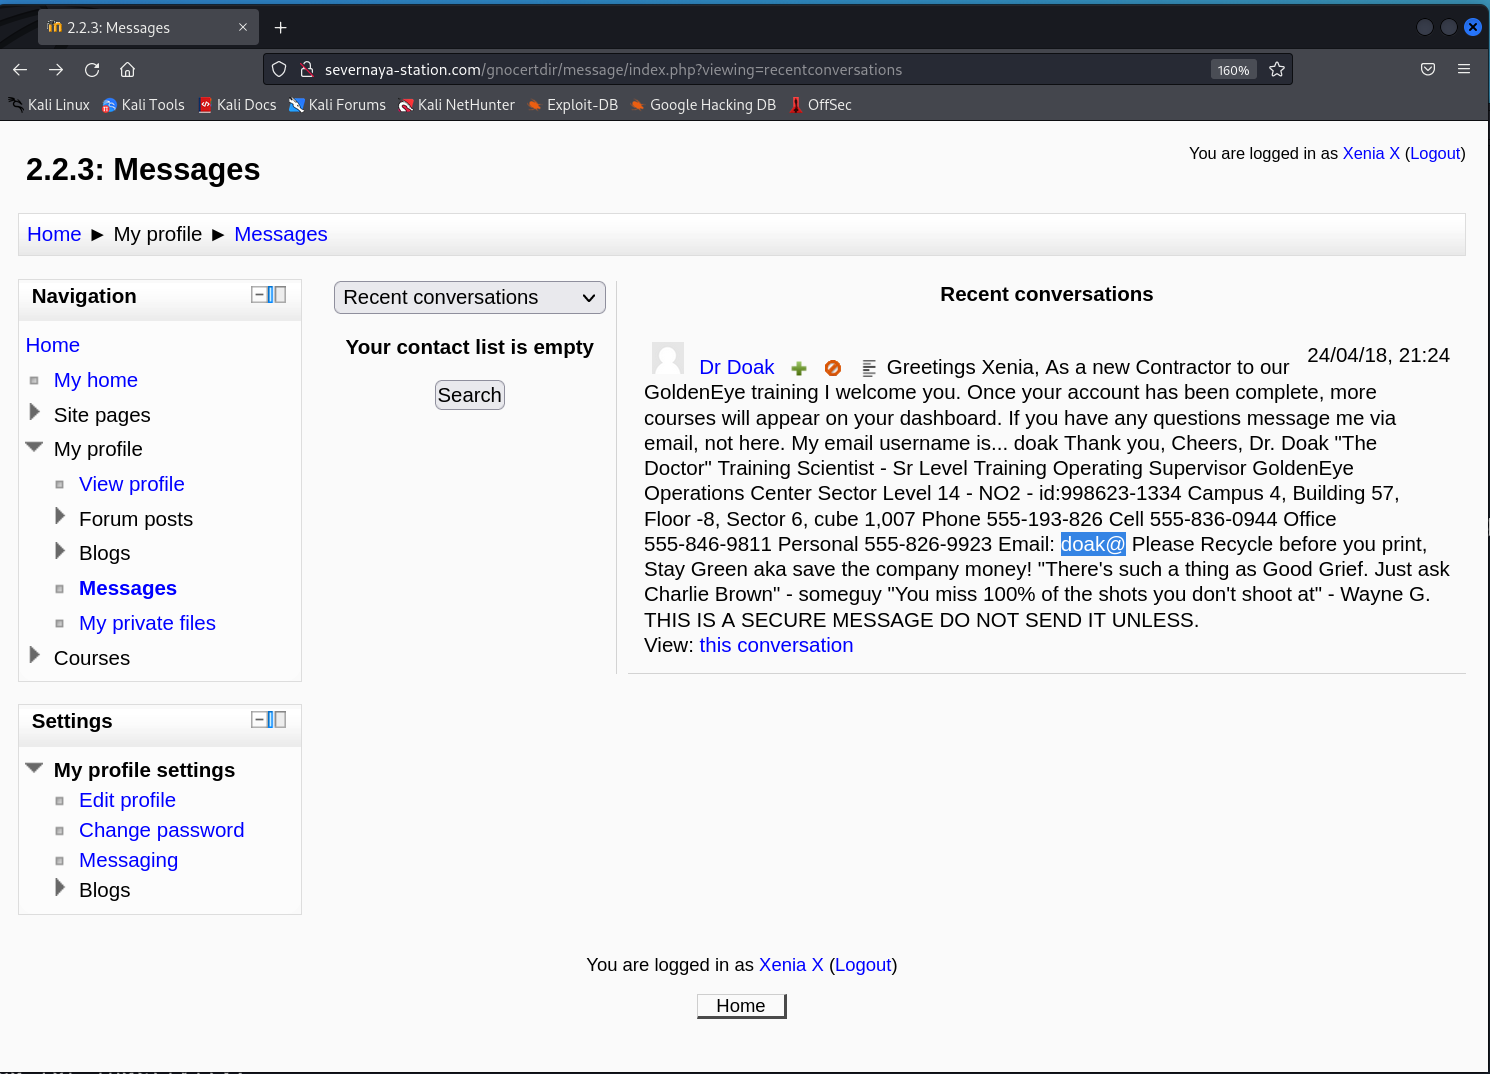 2.2.3: Messages
severnaya-station.com/gnocertdir/message/index.php?viewing=recentconversations
160%
Kali Linux
Kali Tools
Kali Docs
Kali Forums
Kali NetHunter
Exploit-DB
Google Hacking DB
OffSec
2.2.3: Messages
You are logged in as Xenia X (Logout)
Home ► My profile ► Messages
Navigation
Home
My home
Site pages
My profile
View profile
Forum posts
Blogs
Messages
My private files
Courses
Settings
My profile settings
Edit profile
Change password
Messaging
Blogs
Recent conversations
Your contact list is empty
Search
Recent conversations
24/04/18, 21:24
Dr Doak Greetings Xenia, As a new Contractor to our
GoldenEye training I welcome you. Once your account has been complete, more
courses will appear on your dashboard. If you have any questions message me via
email, not here. My email username is... doak Thank you, Cheers, Dr. Doak "The
Doctor" Training Scientist - Sr Level Training Operating Supervisor GoldenEye
Operations Center Sector Level 14 - NO2 - id:998623-1334 Campus 4, Building 57,
Floor -8, Sector 6, cube 1,007 Phone 555-193-826 Cell 555-836-0944 Office
555-846-9811 Personal 555-826-9923 Email: doak@ Please Recycle before you print,
Stay Green aka save the company money! "There's such a thing as Good Grief. Just ask
Charlie Brown" - someguy "You miss 100% of the shots you don't shoot at" - Wayne G.
THIS IS A SECURE MESSAGE DO NOT SEND IT UNLESS.
View: this conversation
You are logged in as Xenia X (Logout)
Home